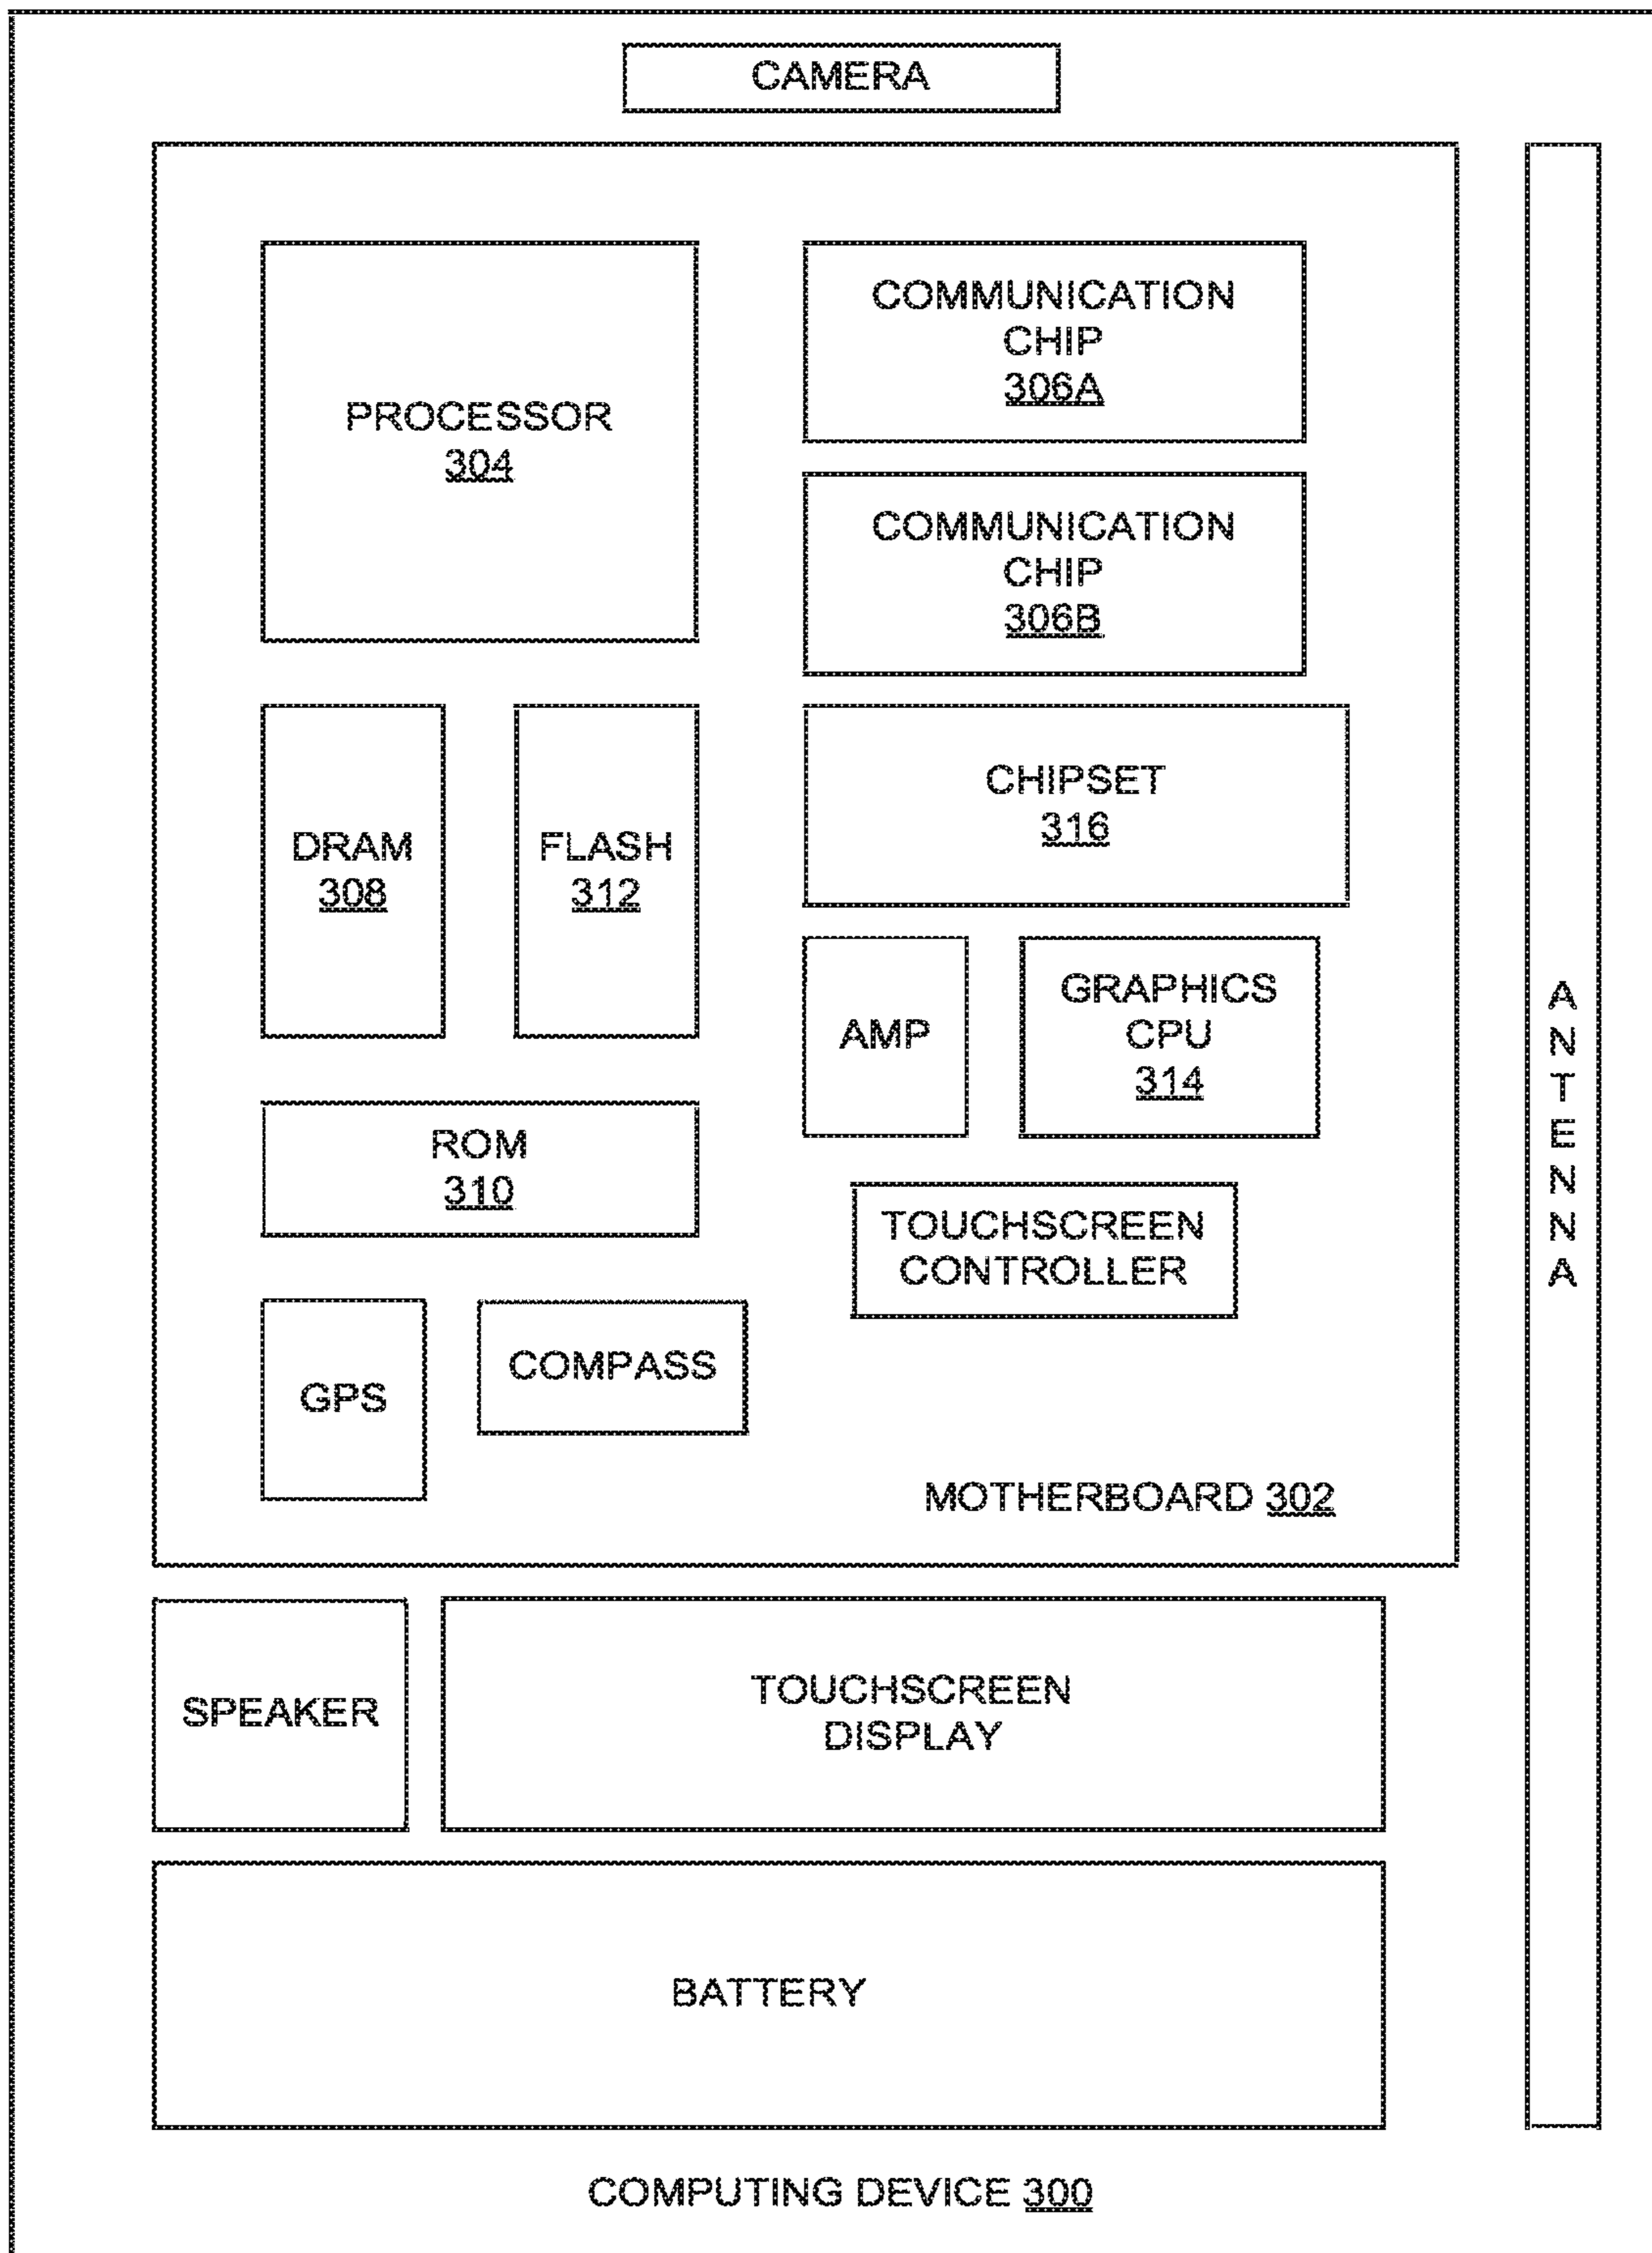 CAMERA
PROCESSOR
304
COMMUNICATION
CHIP
306A
COMMUNICATION
CHIP
306B
DRAM
308
FLASH
312
CHIPSET
316
AMP
GRAPHICS
CPU
314
ROM
310
TOUCHSCREEN
CONTROLLER
GPS
COMPASS
MOTHERBOARD 302
ANTENNA
SPEAKER
TOUCHSCREEN
DISPLAY
BATTERY
COMPUTING DEVICE 300